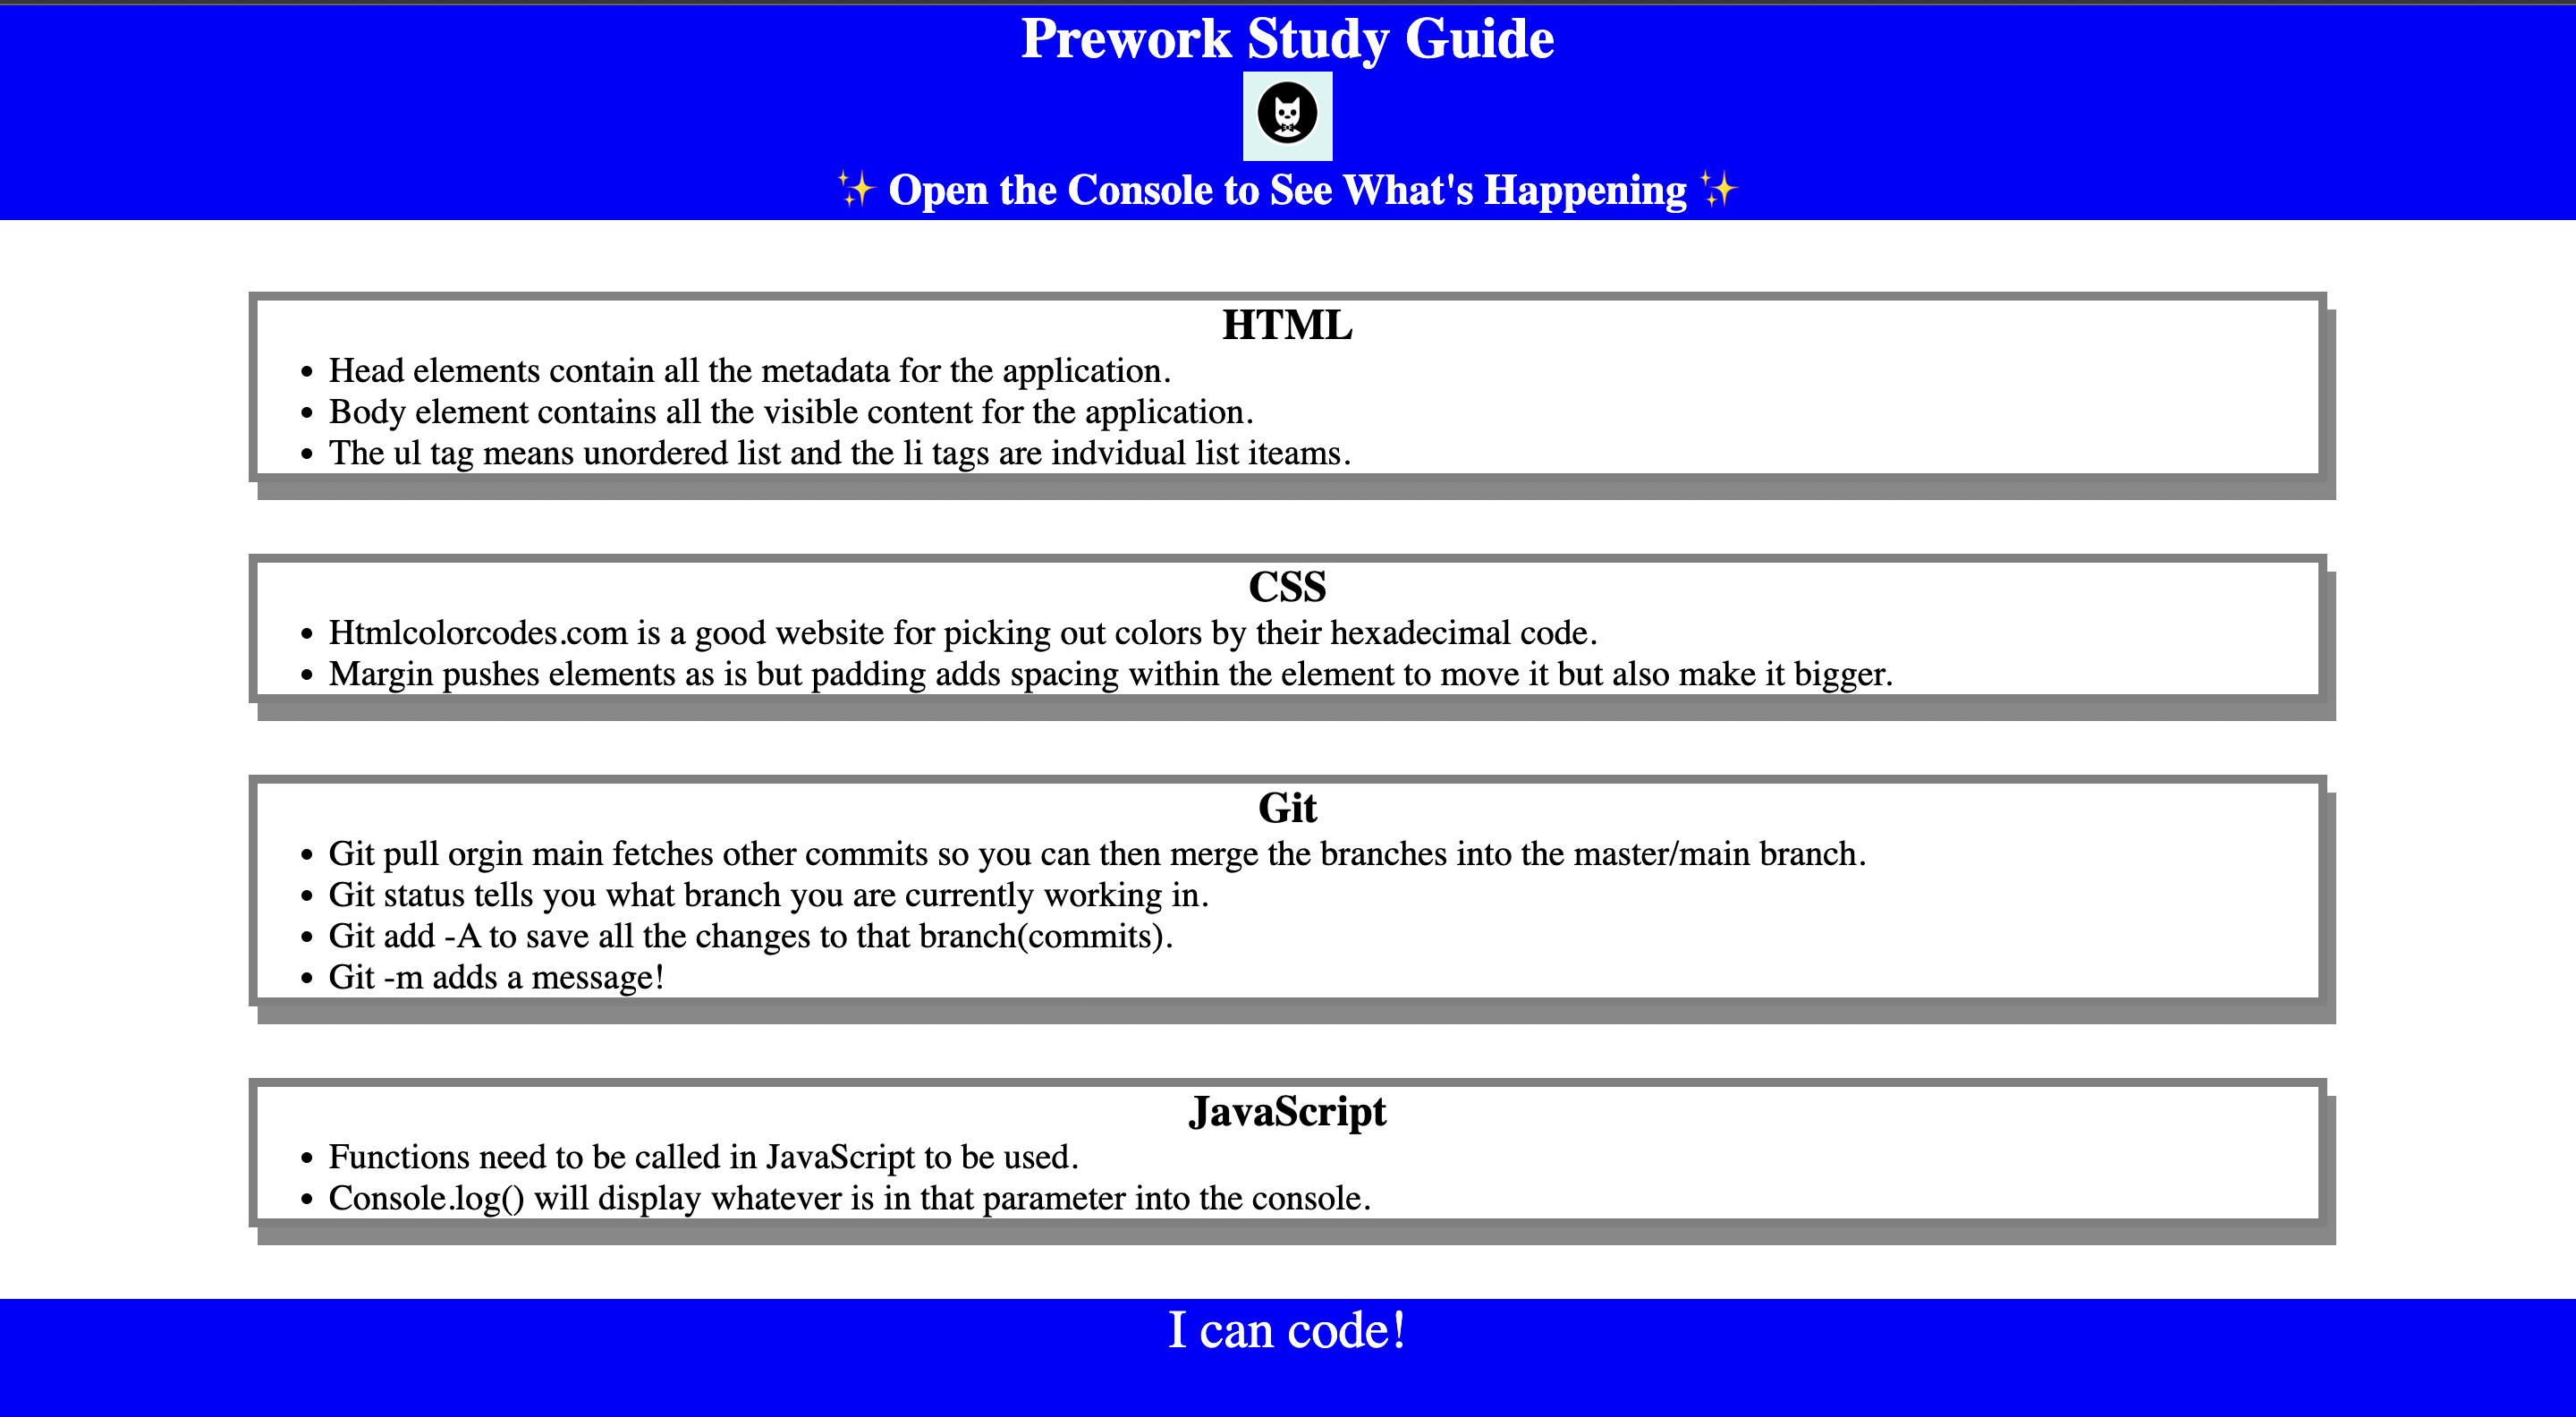 Prework Study Guide
✨ Open the Console to See What's Happening ✨
HTML
• Head elements contain all the metadata for the application.
• Body element contains all the visible content for the application.
• The ul tag means unordered list and the li tags are indvidual list iteams.
CSS
• Htmlcolorcodes.com is a good website for picking out colors by their hexadecimal code.
• Margin pushes elements as is but padding adds spacing within the element to move it but also make it bigger.
Git
• Git pull orgin main fetches other commits so you can then merge the branches into the master/main branch.
• Git status tells you what branch you are currently working in.
• Git add -A to save all the changes to that branch(commits).
• Git -m adds a message!
JavaScript
• Functions need to be called in JavaScript to be used.
• Console.log() will display whatever is in that parameter into the console.
I can code!